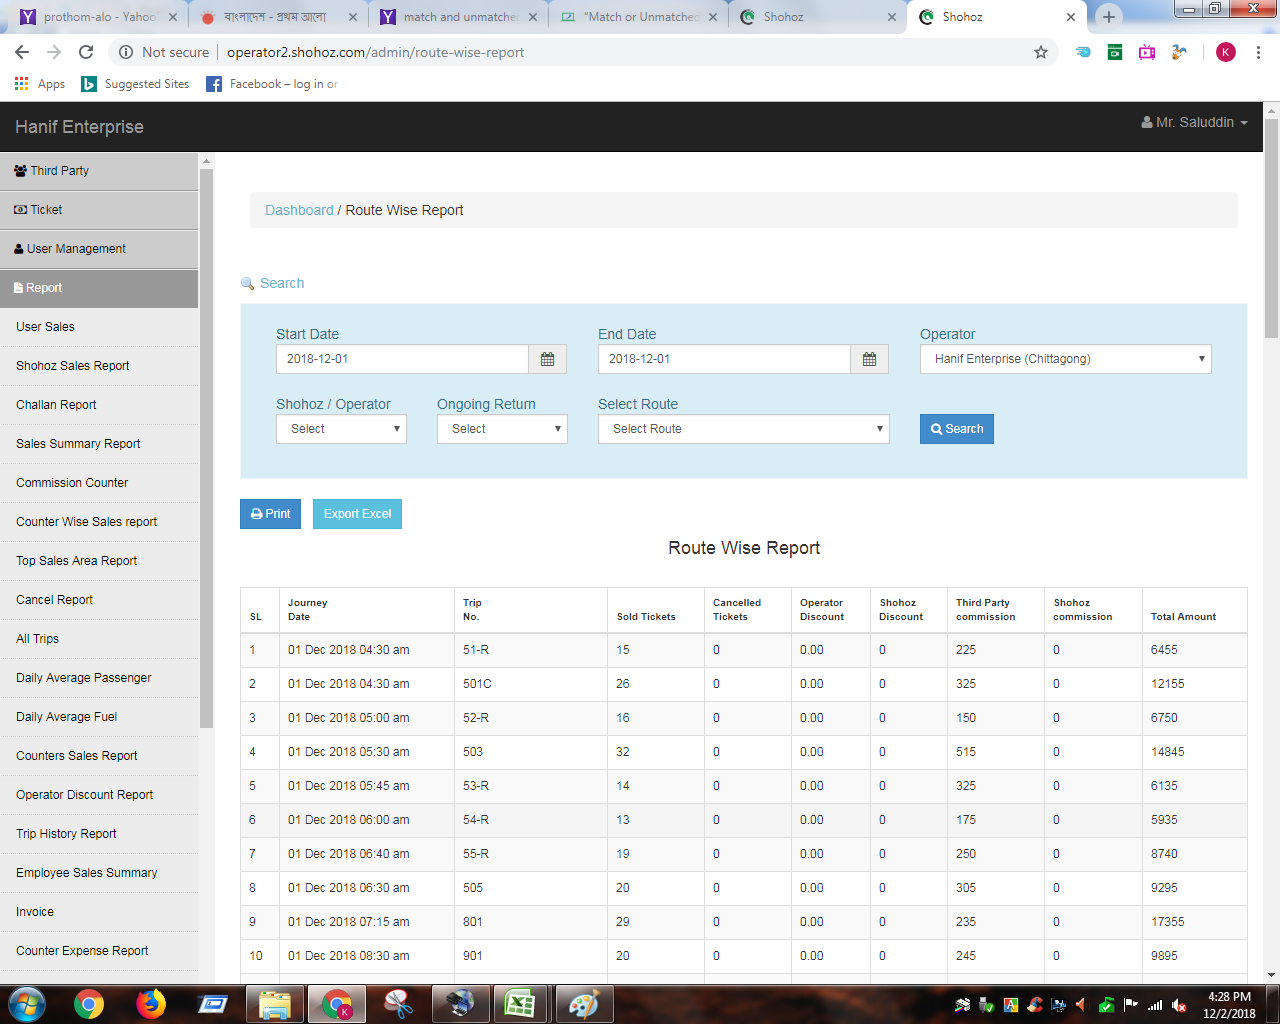 prothom-alo - Yahoo
বাংলাদেশ - প্রথম আলো
match and unmatche
"Match or Unmatched
Shohoz
Shohoz
Not secure
operator2.shohoz.com/admin/route-wise-report
K
Apps
Suggested Sites
Facebook – log in or
Hanif Enterprise
Mr. Saluddin
Third Party
Ticket
User Management
Report
User Sales
Shohoz Sales Report
Challan Report
Sales Summary Report
Commission Counter
Counter Wise Sales report
Top Sales Area Report
Cancel Report
All Trips
Daily Average Passenger
Daily Average Fuel
Counters Sales Report
Operator Discount Report
Trip History Report
Employee Sales Summary
Invoice
Counter Expense Report
Dashboard / Route Wise Report
Search
Start Date End Date Operator
2018-12-01 2018-12-01 Hanif Enterprise (Chittagong)
Shohoz / Operator Ongoing Return Select Route
Select Select Select Route Search
Print Export Excel
Route Wise Report
SL Journey Date Trip No. Sold Tickets Cancelled Tickets Operator Discount Shohoz Discount Third Party commission Shohoz commission Total Amount
1 01 Dec 2018 04:30 am 51-R 15 0 0.00 0 225 0 6455
2 01 Dec 2018 04:30 am 501C 26 0 0.00 0 325 0 12155
3 01 Dec 2018 05:00 am 52-R 16 0 0.00 0 150 0 6750
4 01 Dec 2018 05:30 am 503 32 0 0.00 0 515 0 14845
5 01 Dec 2018 05:45 am 53-R 14 0 0.00 0 325 0 6135
6 01 Dec 2018 06:00 am 54-R 13 0 0.00 0 175 0 5935
7 01 Dec 2018 06:40 am 55-R 19 0 0.00 0 250 0 8740
8 01 Dec 2018 06:30 am 505 20 0 0.00 0 305 0 9295
9 01 Dec 2018 07:15 am 801 29 0 0.00 0 235 0 17355
10 01 Dec 2018 08:30 am 901 20 0 0.00 0 245 0 9895
4:28 PM
12/2/2018